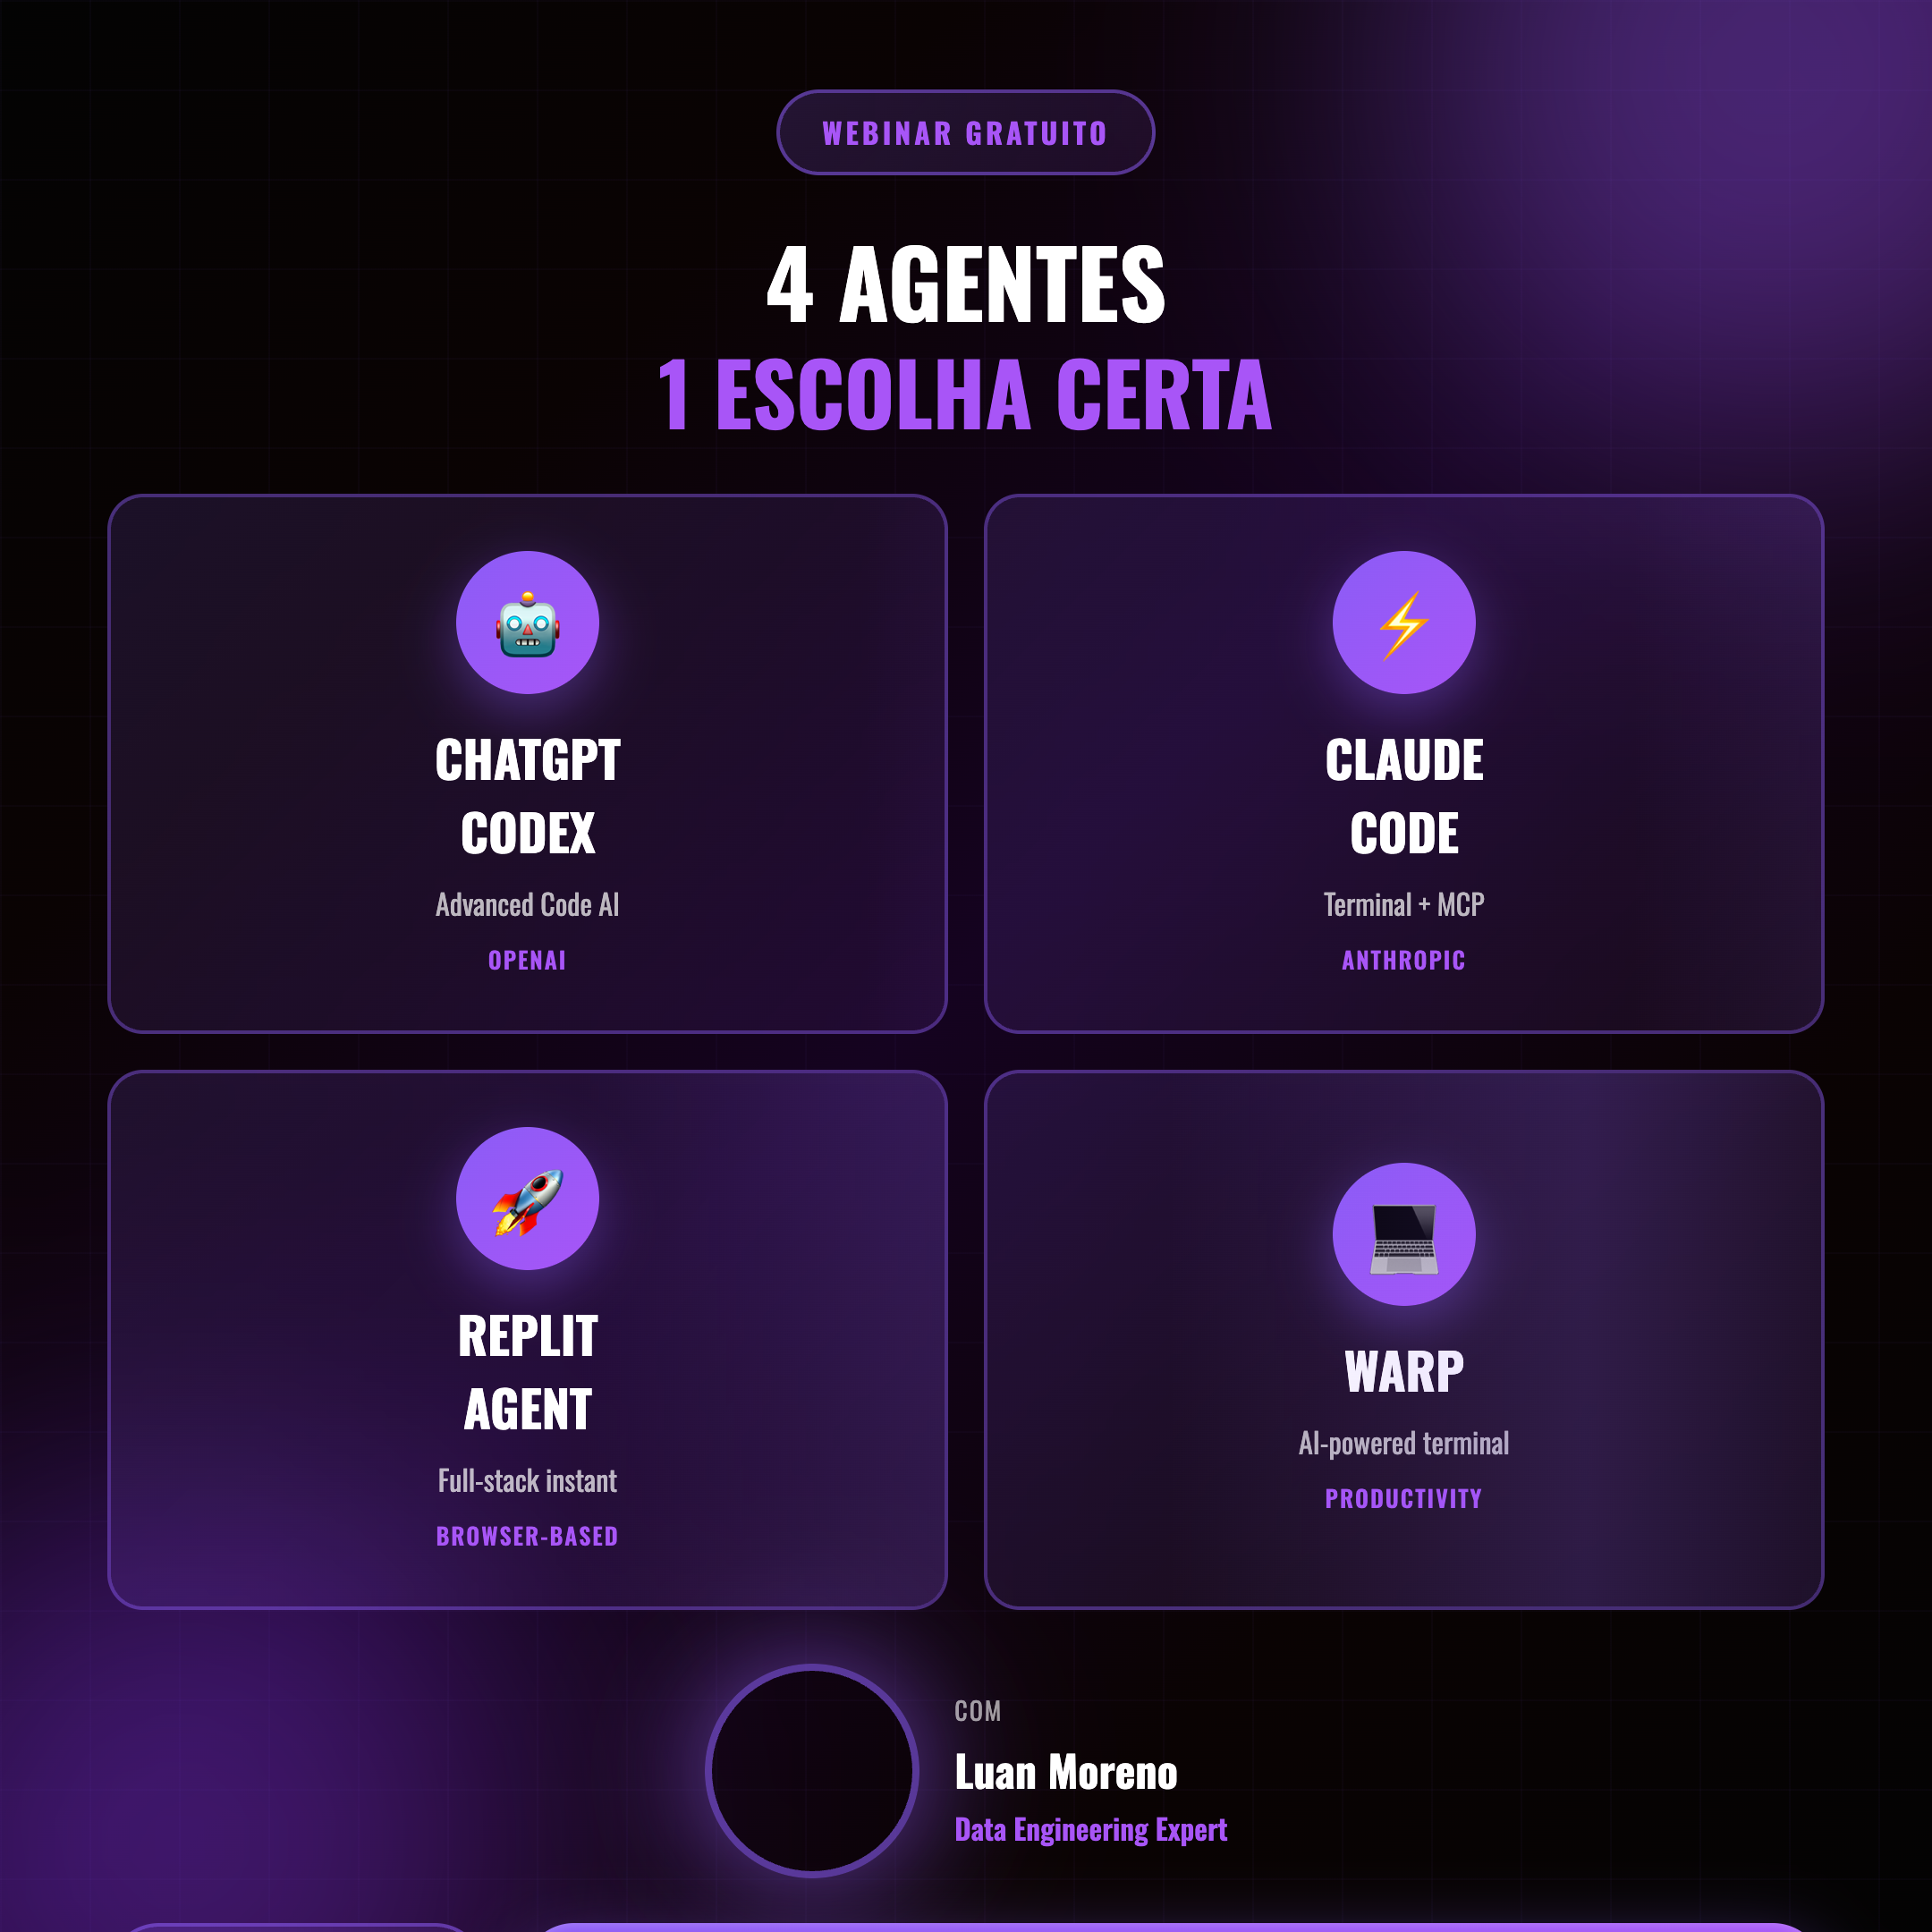 WEBINAR GRATUITO
4 AGENTES
1 ESCOLHA CERTA
CHATGPT
CODEX
Advanced Code AI
OPENAI
CLAUDE
CODE
Terminal + MCP
ANTHROPIC
REPLIT
AGENT
Full-stack instant
BROWSER-BASED
WARP
AI-powered terminal
PRODUCTIVITY
COM
Luan Moreno
Data Engineering Expert